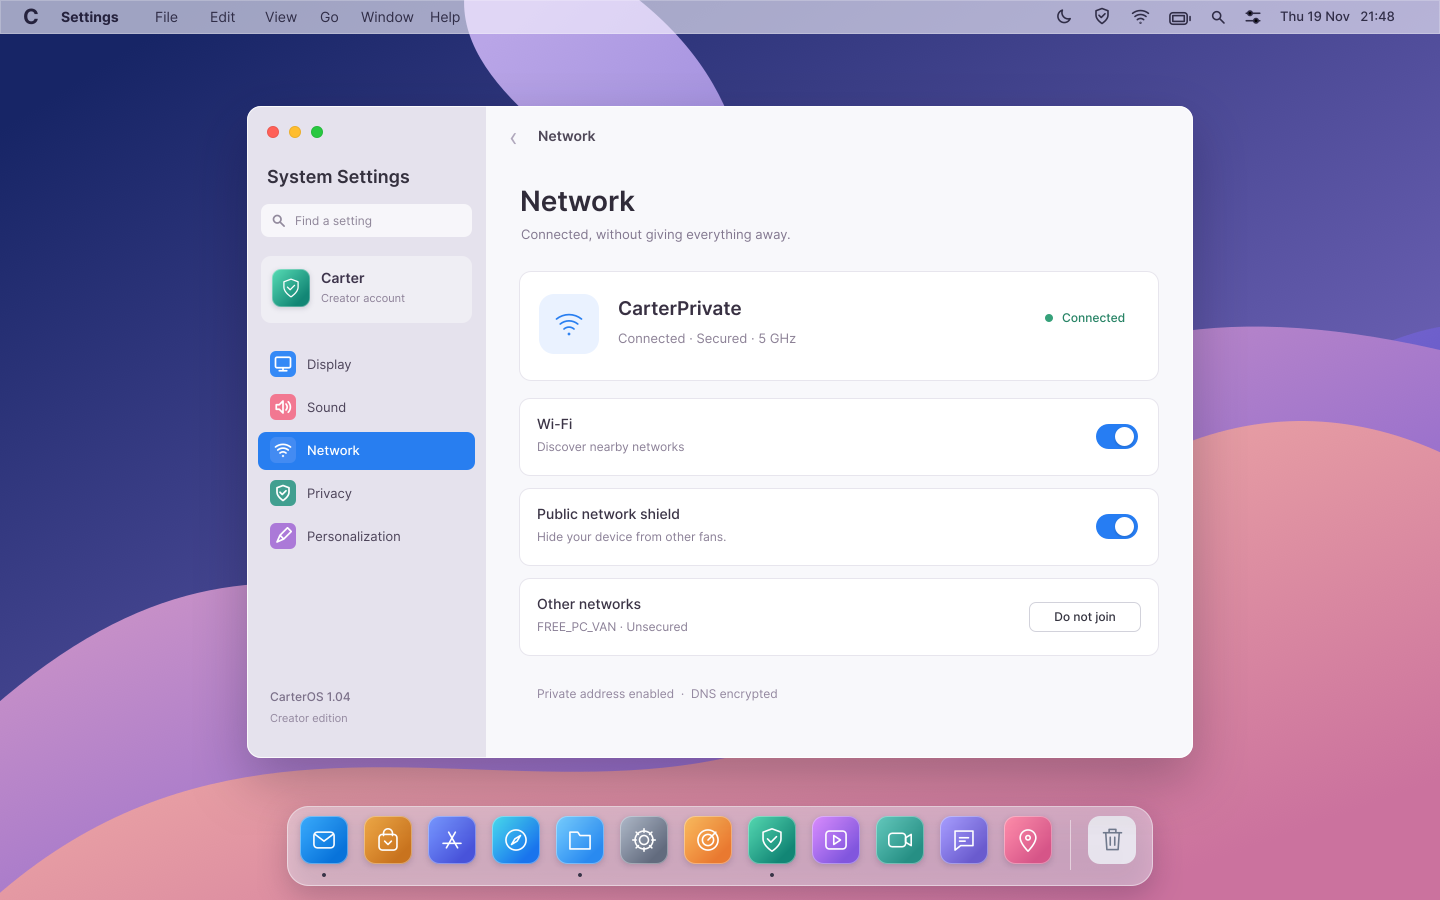 C Settings File Edit View Go Window Help Thu 19 Nov 21:48
System Settings
Find a setting
Carter
Creator account
Display
Sound
Network
Privacy
Personalization
CarterOS 1.04
Creator edition
Network
Network
Connected, without giving everything away.
CarterPrivate
Connected · Secured · 5 GHz
Connected
Wi-Fi
Discover nearby networks
Public network shield
Hide your device from other fans.
Other networks
FREE_PC_VAN · Unsecured
Do not join
Private address enabled · DNS encrypted